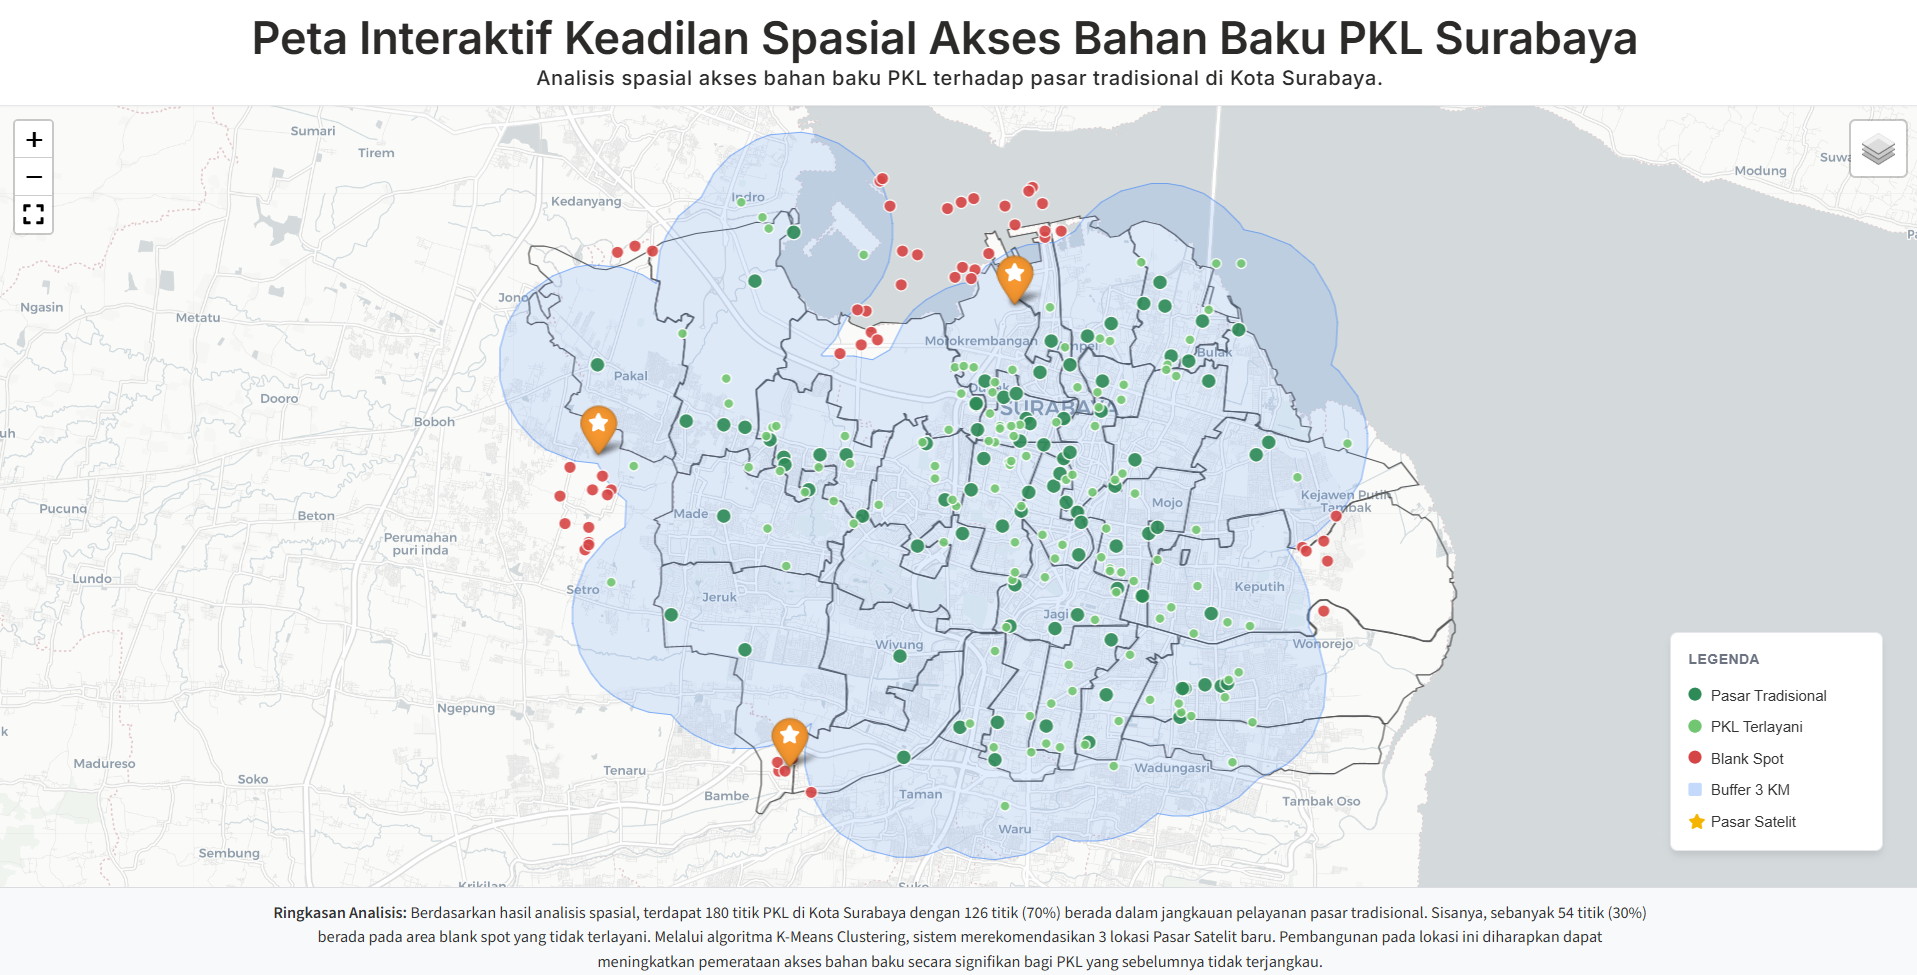 Peta Interaktif Keadilan Spasial Akses Bahan Baku PKL Surabaya
Analisis spasial akses bahan baku PKL terhadap pasar tradisional di Kota Surabaya.
+
−
Sumari
Tirem
Kedanyang
Indro
Modung
Ngasin
Metatu
Jono
Motokrembangan
Bulak
Pakal
Dooro
Boboh
SURABAYA
Pucung
Beton
Perumahan
puri inda
Made
Mojo
Kejawen Putih
Tambak
Lundo
Setro
Jeruk
Jagi
Keputih
Wiyung
Wonorejo
Ngepung
Madureso
Soko
Tenaru
Bambe
Taman
Wadungasri
Tambak Oso
Waru
Sembung
Krikilan
Suko
LEGENDA
Pasar Tradisional
PKL Terlayani
Blank Spot
Buffer 3 KM
Pasar Satelit
Ringkasan Analisis: Berdasarkan hasil analisis spasial, terdapat 180 titik PKL di Kota Surabaya dengan 126 titik (70%) berada dalam jangkauan pelayanan pasar tradisional. Sisanya, sebanyak 54 titik (30%)
berada pada area blank spot yang tidak terlayani. Melalui algoritma K-Means Clustering, sistem merekomendasikan 3 lokasi Pasar Satelit baru. Pembangunan pada lokasi ini diharapkan dapat
meningkatkan pemerataan akses bahan baku secara signifikan bagi PKL yang sebelumnya tidak terjangkau.